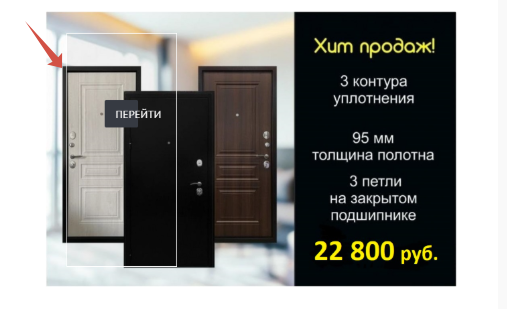 Хит продаж!
3 контура
уплотнения
ПЕРЕЙТИ
95 мм
толщина полотна
3 петли
на закрытом
подшипнике
22 800 руб.